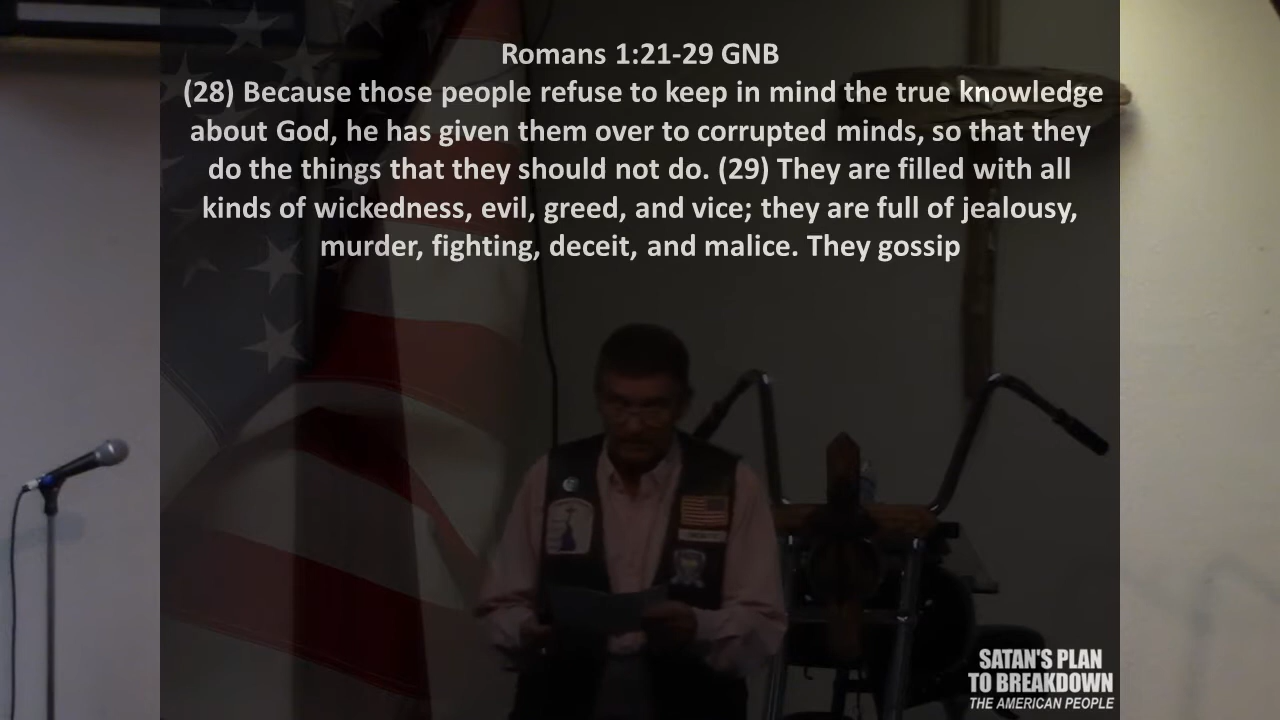 Romans 1:21-29 GNB
(28) Because those people refuse to keep in mind the true knowledge
about God, he has given them over to corrupted minds, so that they
do the things that they should not do. (29) They are filled with all
kinds of wickedness, evil, greed, and vice; they are full of jealousy,
murder, fighting, deceit, and malice. They gossip
SATAN'S PLAN
TO BREAKDOWN
THE AMERICAN PEOPLE